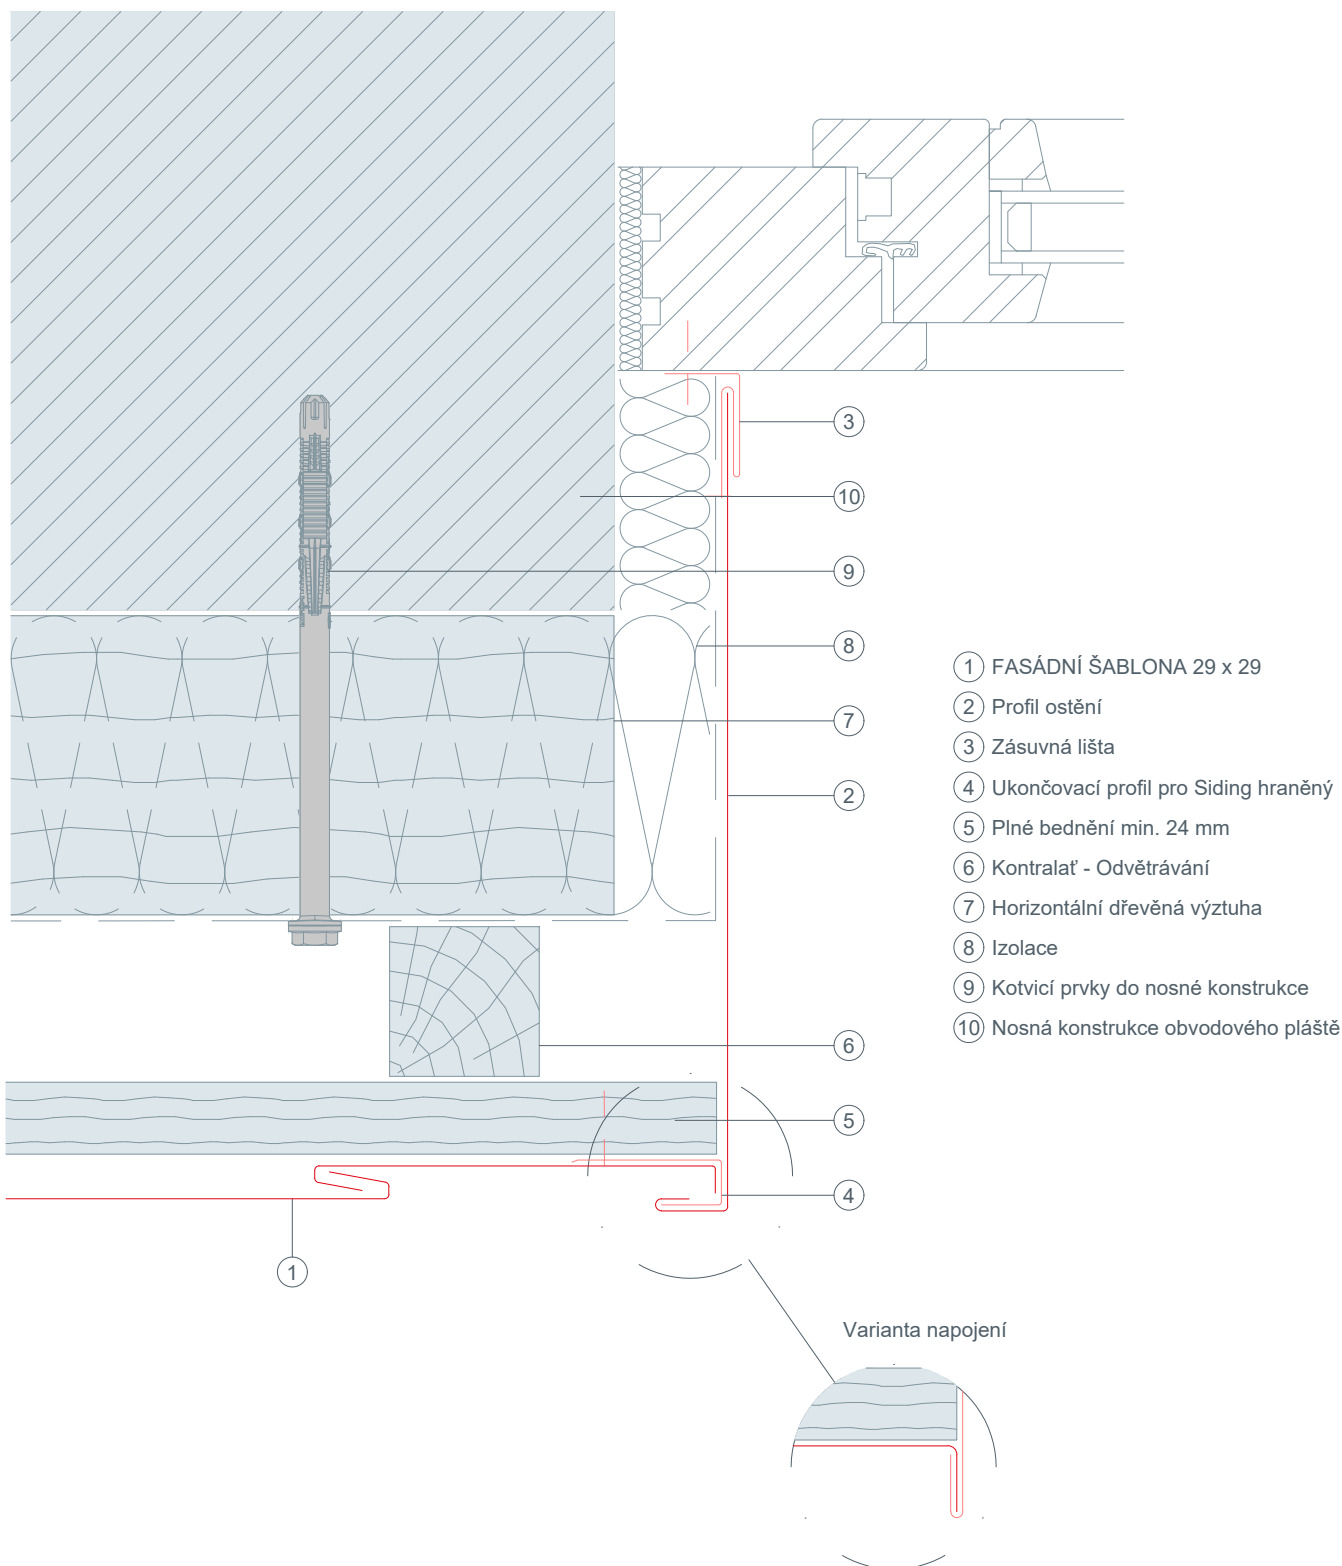 3
10
9
8
7
2
6
5
4
1
1 FASÁDNÍ ŠABLONA 29 x 29
2 Profil ostění
3 Zásuvná lišta
4 Ukončovací profil pro Siding hraněný
5 Plné bednění min. 24 mm
6 Kontralať - Odvětrávání
7 Horizontální dřevěná výztuha
8 Izolace
9 Kotvicí prvky do nosné konstrukce
10 Nosná konstrukce obvodového pláště
Varianta napojení